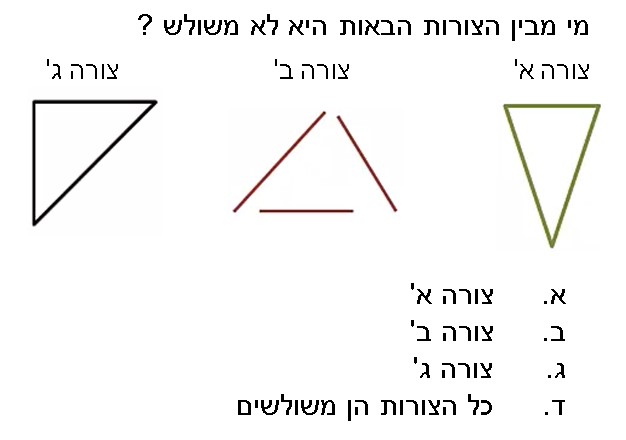 מי מבין הצורות הבאות היא לא משולש ?
צורה א' צורה ב' צורה ג'
א. צורה א'
ב. צורה ב'
ג. צורה ג'
ד. כל הצורות הן משולשים